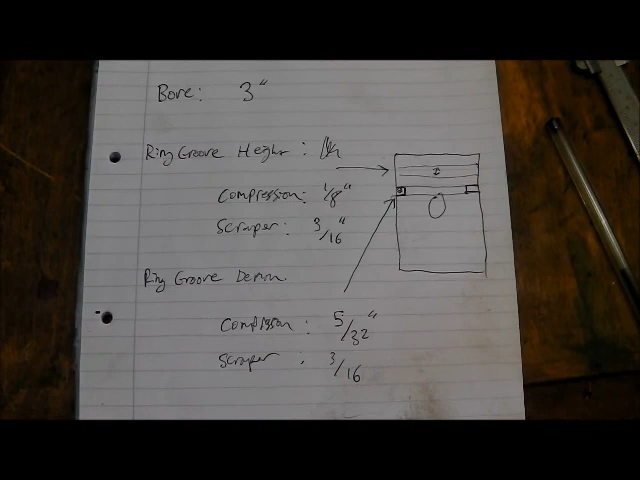 Bore: 3"
Ring Groove Height:
Compression: 1/8"
Scraper: 3/16"
Ring Groove
Compression: 5/32"
Scraper: 3/16